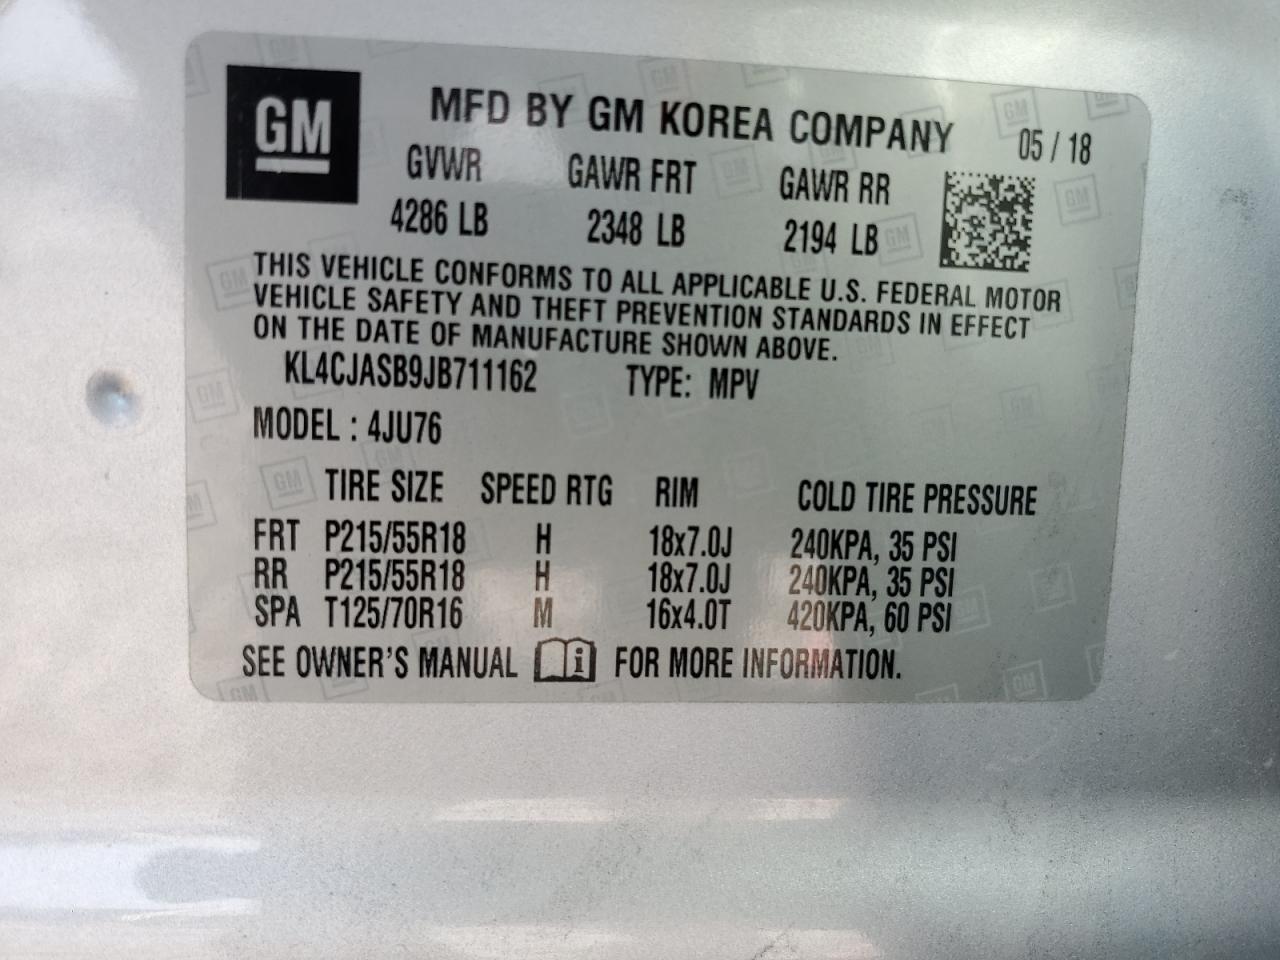 GM
MFD BY GM KOREA COMPANY 05 / 18
GVWR GAWR FRT GAWR RR
4286 LB 2348 LB 2194 LB
THIS VEHICLE CONFORMS TO ALL APPLICABLE U.S. FEDERAL MOTOR
VEHICLE SAFETY AND THEFT PREVENTION STANDARDS IN EFFECT
ON THE DATE OF MANUFACTURE SHOWN ABOVE.
KL4CJASB9JB711162 TYPE: MPV
MODEL : 4JU76
TIRE SIZE SPEED RTG RIM COLD TIRE PRESSURE
FRT P215/55R18 H 18x7.0J 240KPA, 35 PSI
RR P215/55R18 H 18x7.0J 240KPA, 35 PSI
SPA T125/70R16 M 16x4.0T 420KPA, 60 PSI
SEE OWNER'S MANUAL i FOR MORE INFORMATION.